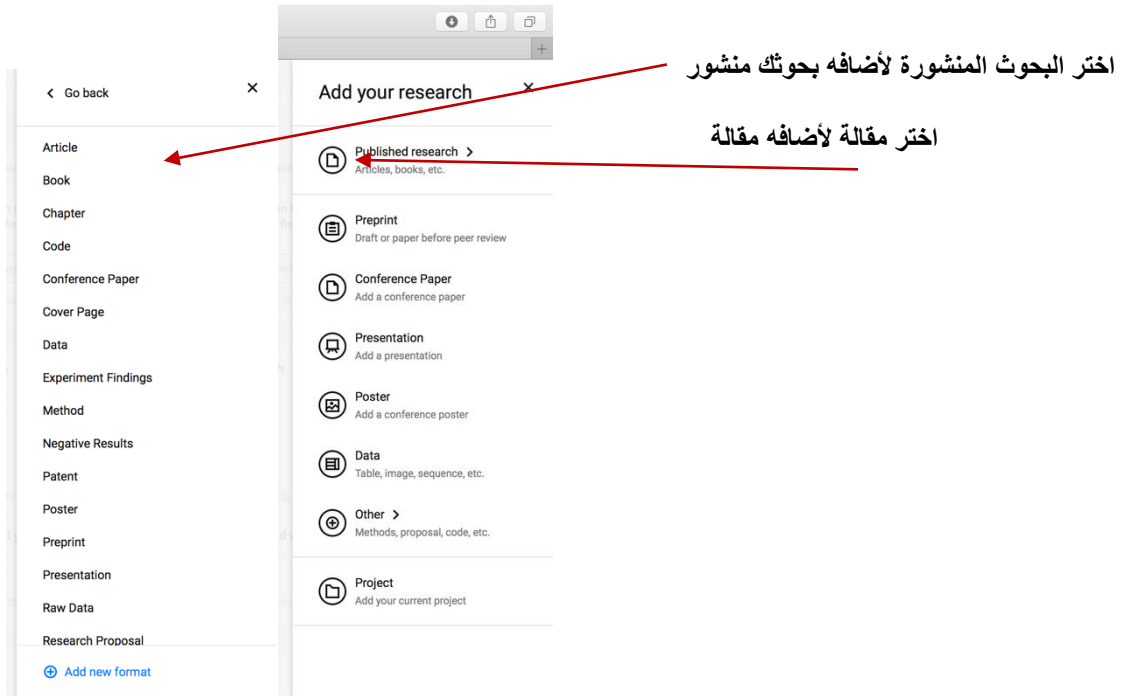 Go back
×
Article
Book
Chapter
Code
Conference Paper
Cover Page
Data
Experiment Findings
Method
Negative Results
Patent
Poster
Preprint
Presentation
Raw Data
Research Proposal
Add new format
Add your research
×
Published research
Articles, books, etc.
Preprint
Draft or paper before peer review
Conference Paper
Add a conference paper
Presentation
Add a presentation
Poster
Add a conference poster
Data
Table, image, sequence, etc.
Other
Methods, proposal, code, etc.
Project
Add your current project
اختر البحوث المنشورة لأضافه بحوثك منشور
اختر مقالة لأضافه مقالة